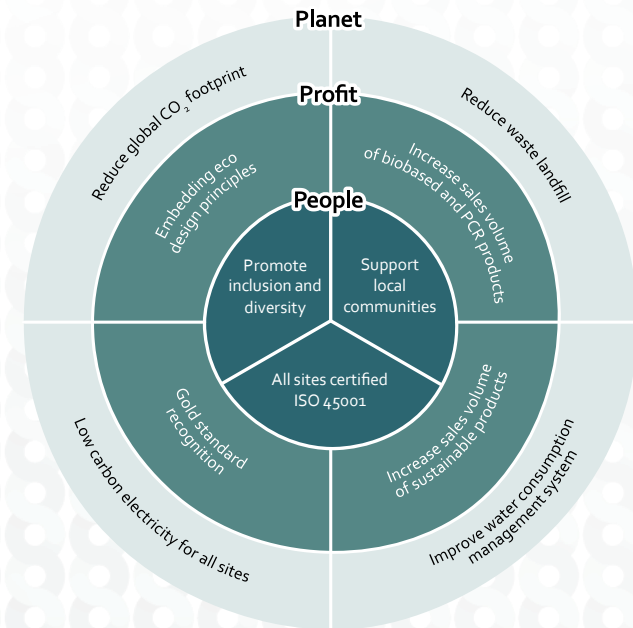 Planet
Reduce global CO₂ footprint
Reduce waste landfill
Low carbon electricity for all sites
Improve water consumption
management system
Profit
Embedding eco
design principles
Increase sales volume
of biobased and PCR products
Gold standard
recognition
Increase sales volume
of sustainable products
People
Promote
inclusion and
diversity
Support
local
communities
All sites certified
ISO 45001